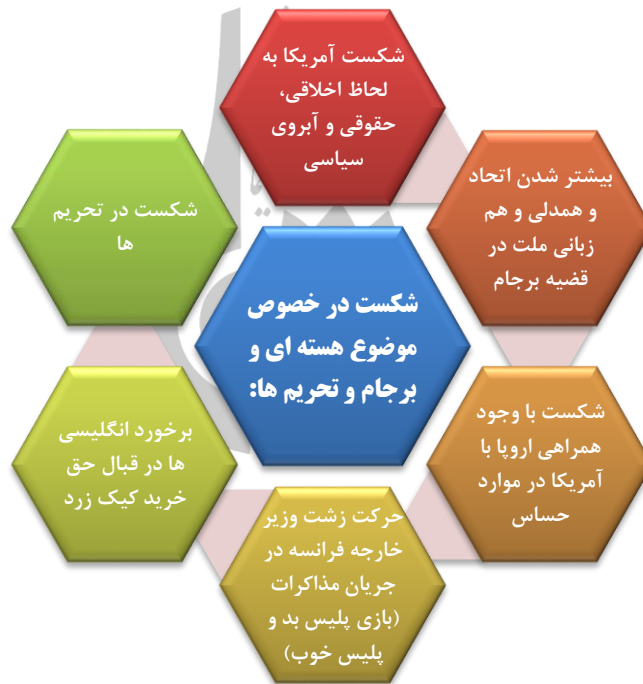 شکست آمریکا به
لحاظ اخلاقی،
حقوقی و آبروی
سیاسی
بیشتر شدن اتحاد
و همدلی و هم
زبانی ملت در
قضیه برجام
شکست با وجود
همراهی اروپا با
آمریکا در موارد
حساس
حرکت زشت وزیر
خارجه فرانسه در
جریان مذاکرات
(بازی پلیس بد و
پلیس خوب)
برخورد انگلیسی
ها در قبال حق
خرید کیک زرد
شکست در تحریم
ها
شکست در خصوص
موضوع هسته ای و
برجام و تحریم ها: